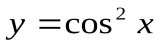 y = cos² x